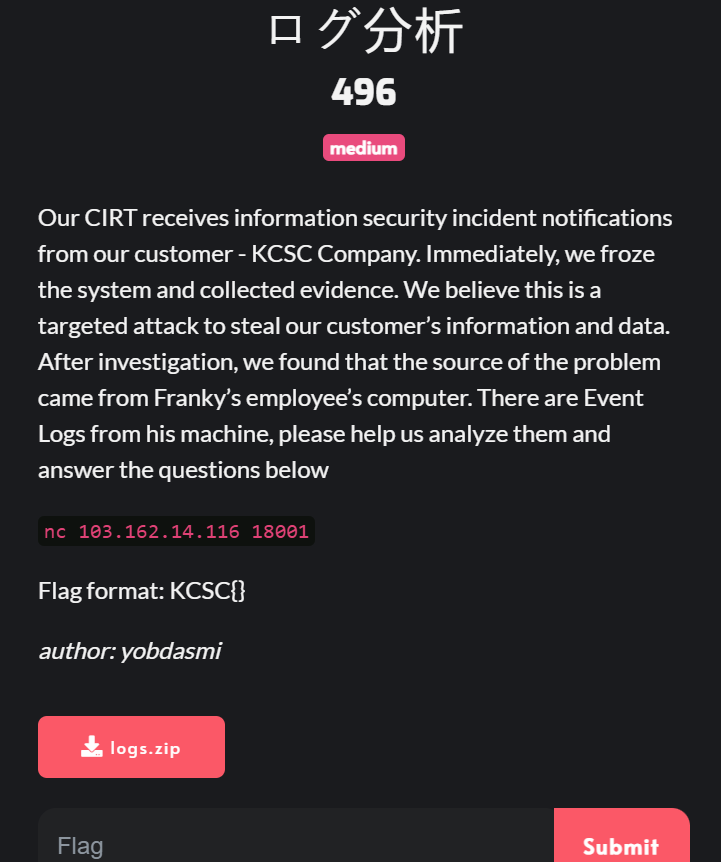 ログ分析
496
medium
Our CIRT receives information security incident notifications
from our customer - KCSC Company. Immediately, we froze
the system and collected evidence. We believe this is a
targeted attack to steal our customer’s information and data.
After investigation, we found that the source of the problem
came from Franky’s employee’s computer. There are Event
Logs from his machine, please help us analyze them and
answer the questions below
nc 103.162.14.116 18001
Flag format: KCSC{}
author: yobdasmi
logs.zip
Flag
Submit